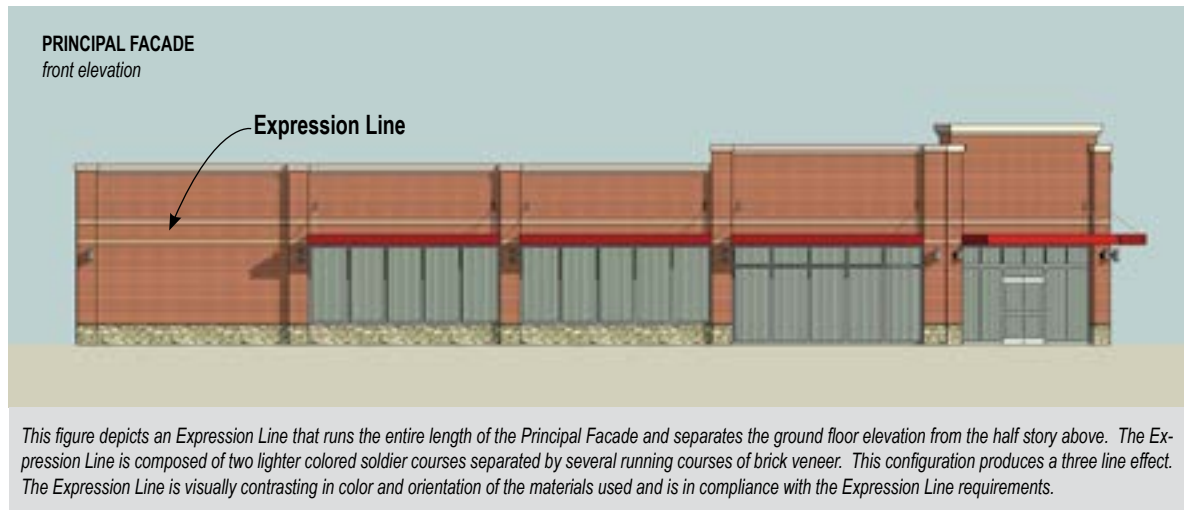 PRINCIPAL FACADE
front elevation
Expression Line
This figure depicts an Expression Line that runs the entire length of the Principal Facade and separates the ground floor elevation from the half story above. The Ex-
pression Line is composed of two lighter colored soldier courses separated by several running courses of brick veneer. This configuration produces a three line effect.
The Expression Line is visually contrasting in color and orientation of the materials used and is in compliance with the Expression Line requirements.